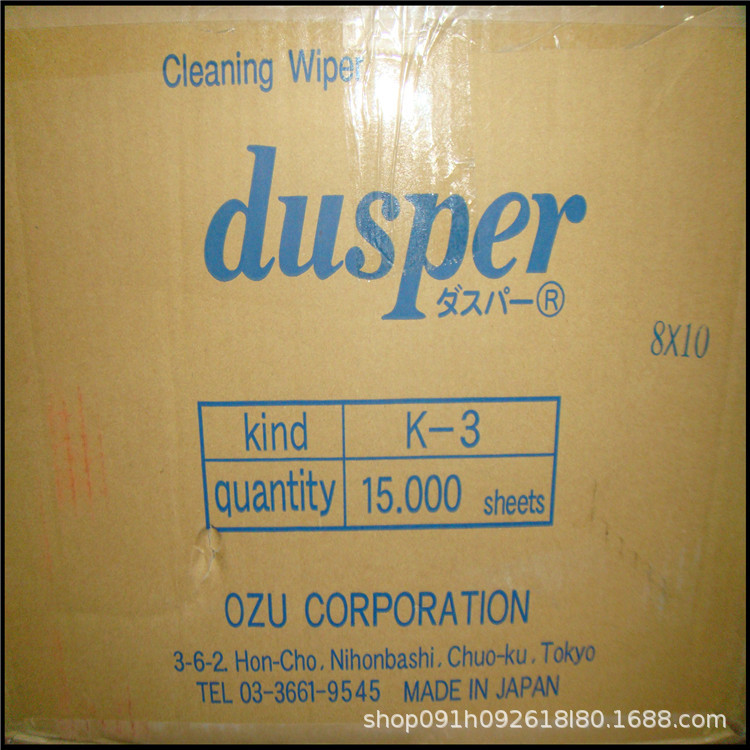 Cleaning Wiper
dusper
ダスパー®
8X10
kind K-3
quantity 15.000 sheets
OZU CORPORATION
3-6-2. Hon-Cho. Nihonbashi. Chuo-ku. Tokyo
TEL 03-3661-9545 MADE IN JAPAN
shop091h092618l80.1688.com